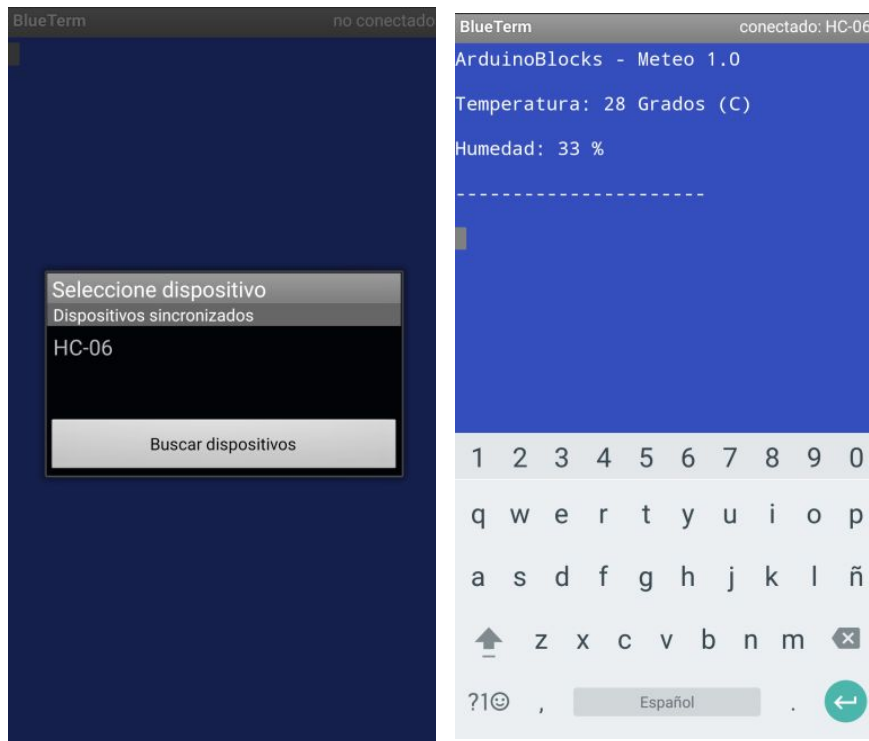 BlueTerm no conectado
Seleccione dispositivo
Dispositivos sincronizados
HC-06
Buscar dispositivos
BlueTerm conectado: HC-06
ArduinoBlocks - Meteo 1.0
Temperatura: 28 Grados (C)
Humedad: 33 %
-----------------------
1 2 3 4 5 6 7 8 9 0
q w e r t y u i o p
a s d f g h j k l ñ
z x c v b n m
?1☺ , Español .